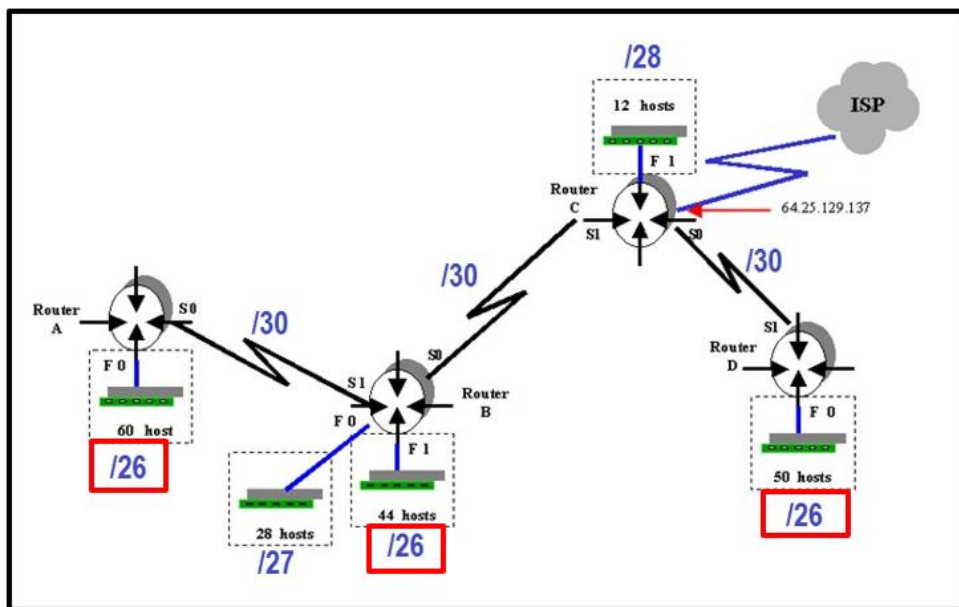 /28
12 hosts
ISP
F 1
Router
C
S1
S0
64.25.129.137
/30
/30
Router
A
S0
/30
F 0
S1
Router
D
S0
S1
Router
B
F 0
F 0
F 1
60 host
/26
28 hosts
/27
44 hosts
/26
50 hosts
/26